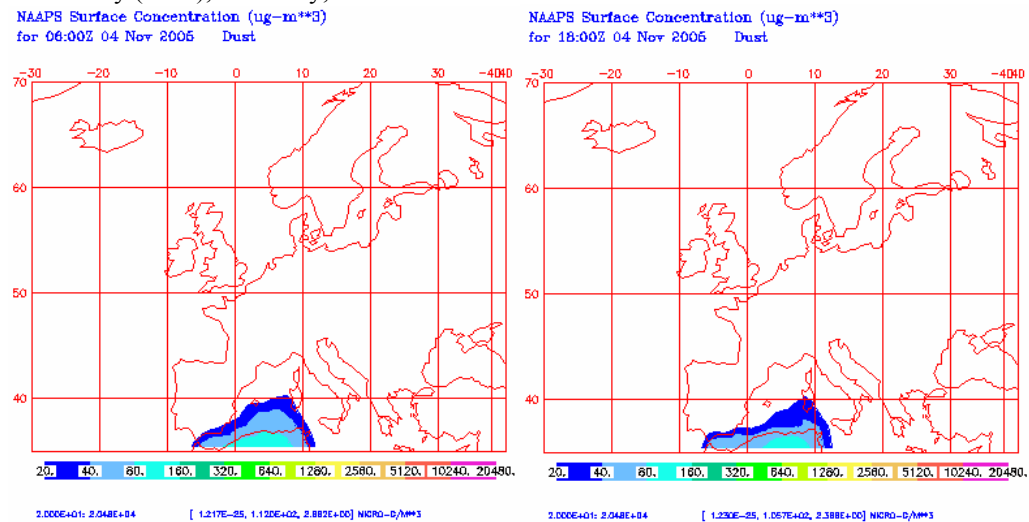 NAAPS Surface Concentration (ug-m**3)
for 06:00Z 04 Nov 2005 Dust
-30 -20 -10 0 10 20 30 -4040
70
60
50
40
20. 40. 80. 160. 320. 640. 1280. 2560. 5120. 10240. 20480.
2.000E+01: 2.048E+04 [ 1.217E-25, 1.120E+02, 2.882E+00] MICRO-G/M**3
NAAPS Surface Concentration (ug-m**3)
for 18:00Z 04 Nov 2005 Dust
-30 -20 -10 0 10 20 30 -4040
70
60
50
40
20. 40. 80. 160. 320. 640. 1280. 2560. 5120. 10240. 20480.
2.000E+01: 2.048E+04 [ 1.230E-25, 1.057E+02, 2.388E+00] MICRO-G/M**3